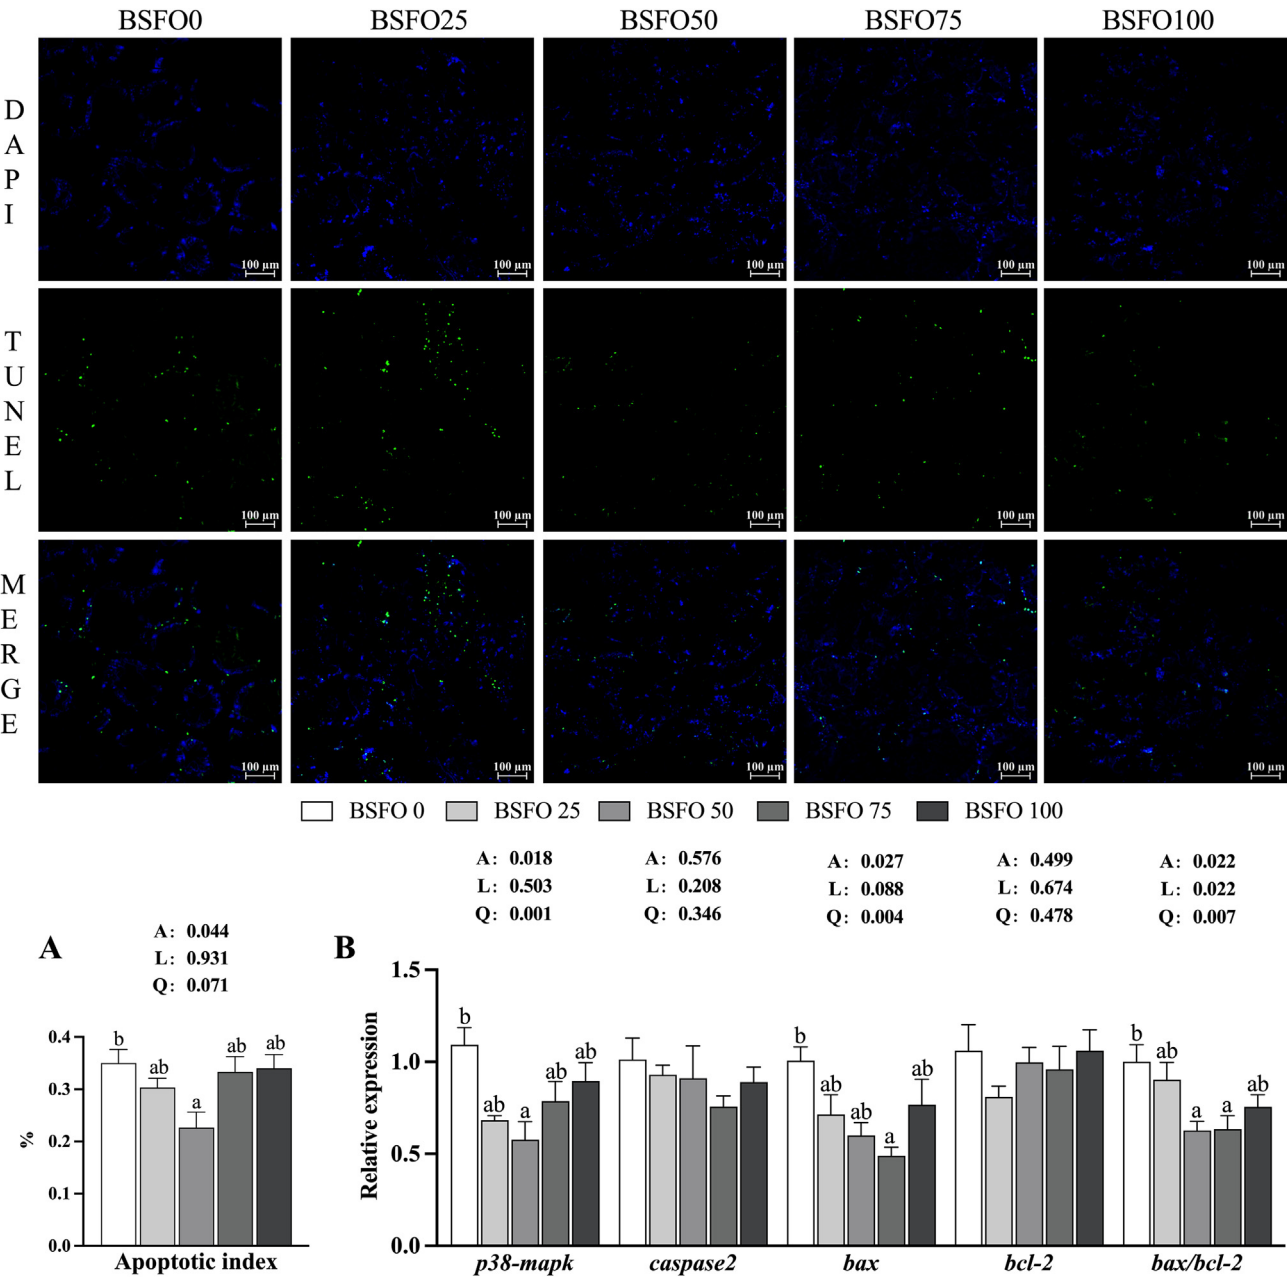 BSFO0 BSFO25 BSFO50 BSFO75 BSFO100
D
A
P
I
100 µm 100 µm 100 µm 100 µm 100 µm
T
U
N
E
L
100 µm 100 µm 100 µm 100 µm 100 µm
M
E
R
G
E
100 µm 100 µm 100 µm 100 µm 100 µm
BSFO 0 BSFO 25 BSFO 50 BSFO 75 BSFO 100
A
A: 0.044
L: 0.931
Q: 0.071
0.4
0.3
0.2
0.1
0.0
%
b ab a ab ab
Apoptotic index
B
A: 0.018 A: 0.576 A: 0.027 A: 0.499 A: 0.022
L: 0.503 L: 0.208 L: 0.088 L: 0.674 L: 0.022
Q: 0.001 Q: 0.346 Q: 0.004 Q: 0.478 Q: 0.007
1.5
1.0
0.5
0.0
Relative expression
b ab a ab ab
b ab ab a ab
b ab a a ab
p38-mapk caspase2 bax bcl-2 bax/bcl-2